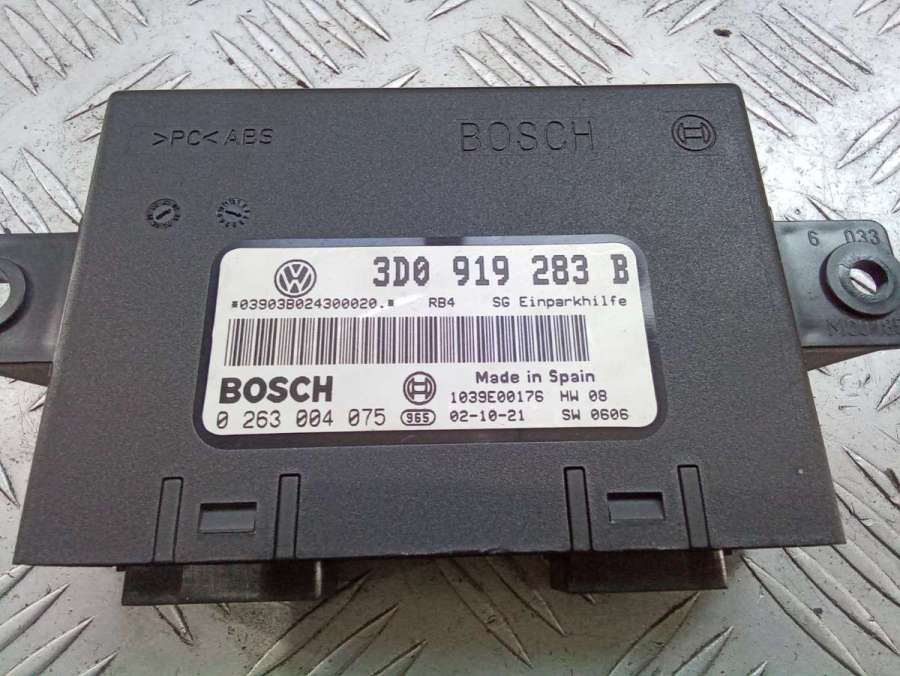 >PC<ABS
BOSCH
6 033
3D0 919 283 B
*03903B024300020.* RB4 SG Einparkhilfe
BOSCH
Made in Spain
1039E00176 HW 08
0 263 004 075 965 02-10-21 SW 0606